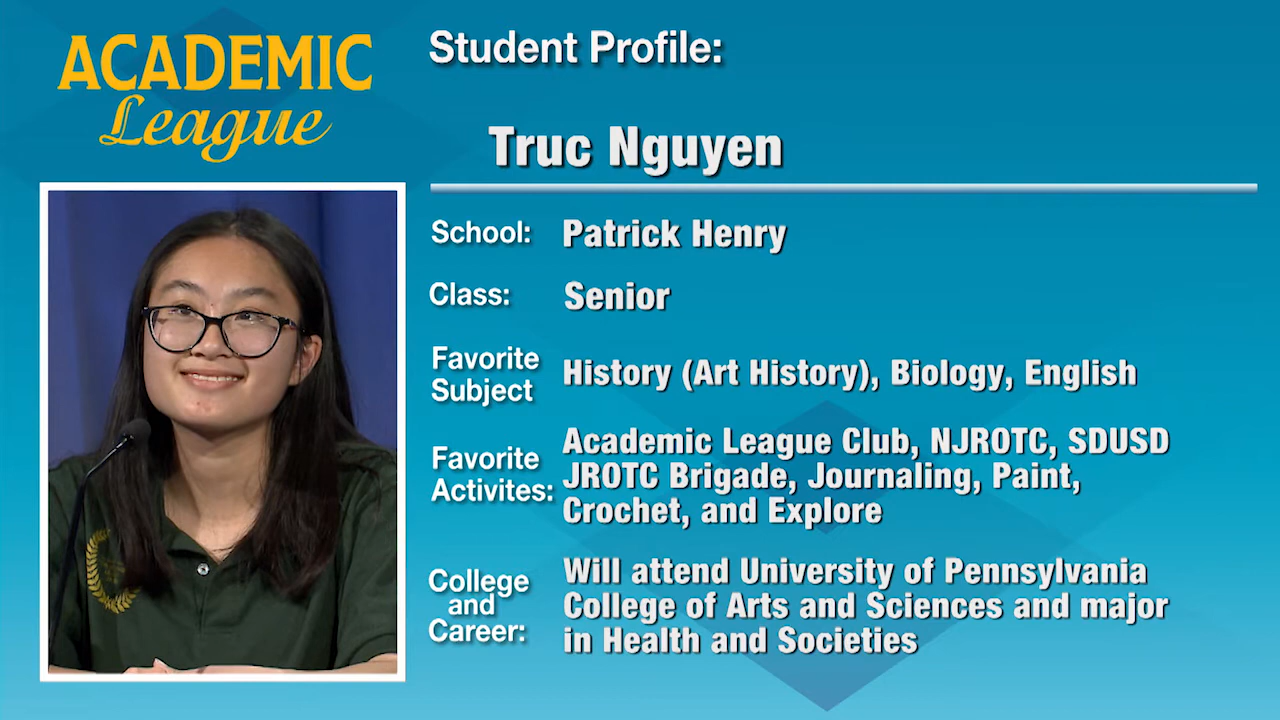 ACADEMIC
League
Student Profile:
Truc Nguyen
School: Patrick Henry
Class: Senior
Favorite
Subject
History (Art History), Biology, English
Favorite
Activites:
Academic League Club, NJROTC, SDUSD
JROTC Brigade, Journaling, Paint,
Crochet, and Explore
College
and
Career:
Will attend University of Pennsylvania
College of Arts and Sciences and major
in Health and Societies